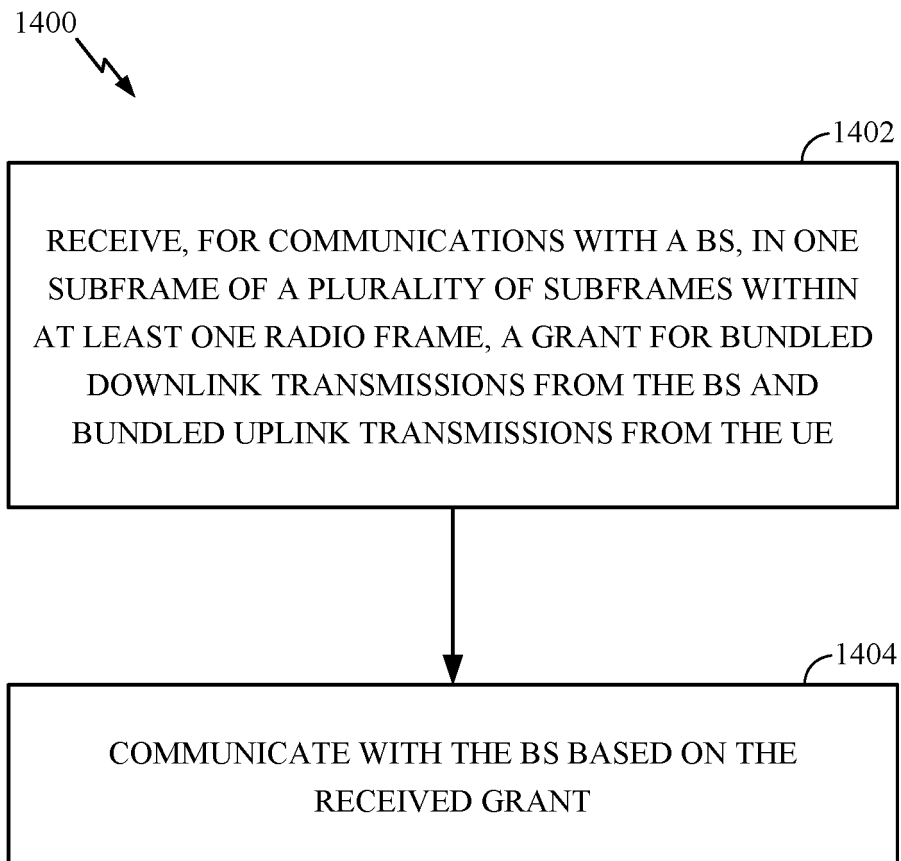 1400
1402
RECEIVE, FOR COMMUNICATIONS WITH A BS, IN ONE
SUBFRAME OF A PLURALITY OF SUBFRAMES WITHIN
AT LEAST ONE RADIO FRAME, A GRANT FOR BUNDLED
DOWNLINK TRANSMISSIONS FROM THE BS AND
BUNDLED UPLINK TRANSMISSIONS FROM THE UE
1404
COMMUNICATE WITH THE BS BASED ON THE
RECEIVED GRANT